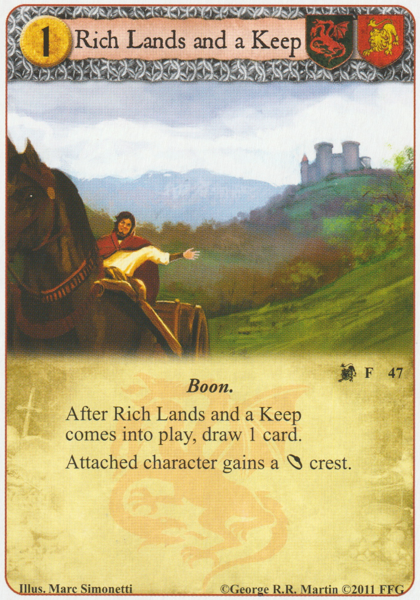 1 Rich Lands and a Keep
F 47
Boon.
After Rich Lands and a Keep
comes into play, draw 1 card.
Attached character gains a crest.
Illus. Marc Simonetti ©George R.R. Martin ©2011 FFG